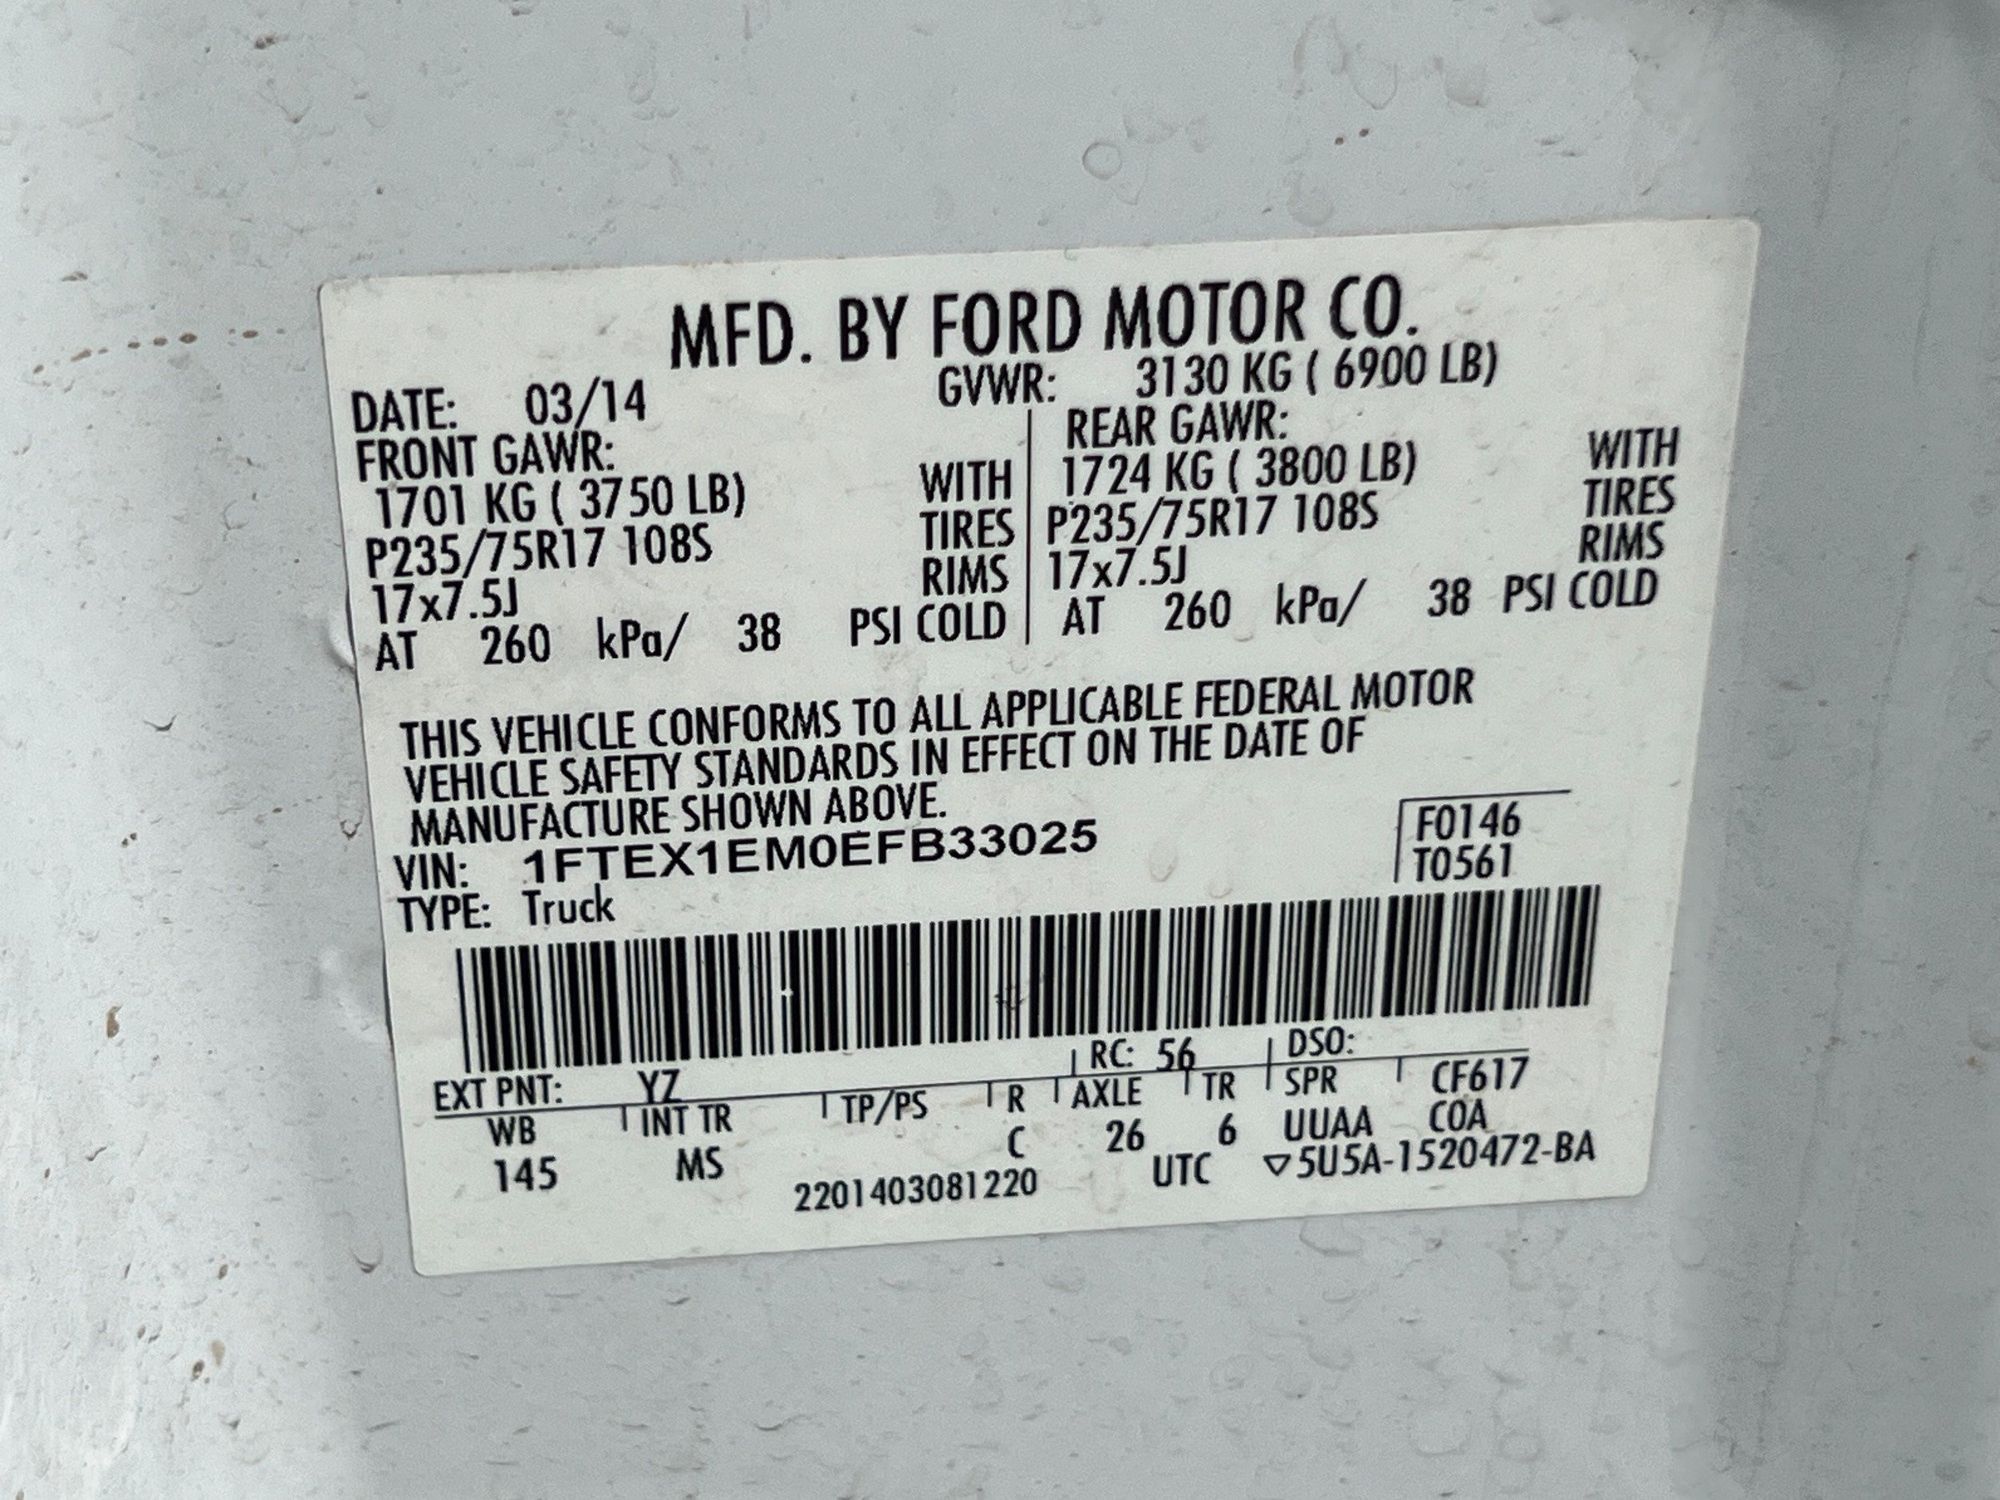 MFD. BY FORD MOTOR CO.
DATE: 03/14 GVWR: 3130 KG ( 6900 LB)
FRONT GAWR: REAR GAWR:
1701 KG ( 3750 LB) WITH 1724 KG ( 3800 LB) WITH
P235/75R17 108S TIRES P235/75R17 108S TIRES
17x7.5J RIMS 17x7.5J RIMS
AT 260 kPa/ 38 PSI COLD AT 260 kPa/ 38 PSI COLD
THIS VEHICLE CONFORMS TO ALL APPLICABLE FEDERAL MOTOR
VEHICLE SAFETY STANDARDS IN EFFECT ON THE DATE OF
MANUFACTURE SHOWN ABOVE.
VIN: 1FTEX1EM0EFB33025 F0146
TYPE: Truck T0561
EXT PNT: YZ RC: 56 DSO:
WB INT TR TP/PS R AXLE TR SPR CF617
145 MS C 26 6 UUAA COA
2201403081220 UTC ▽5U5A-1520472-BA